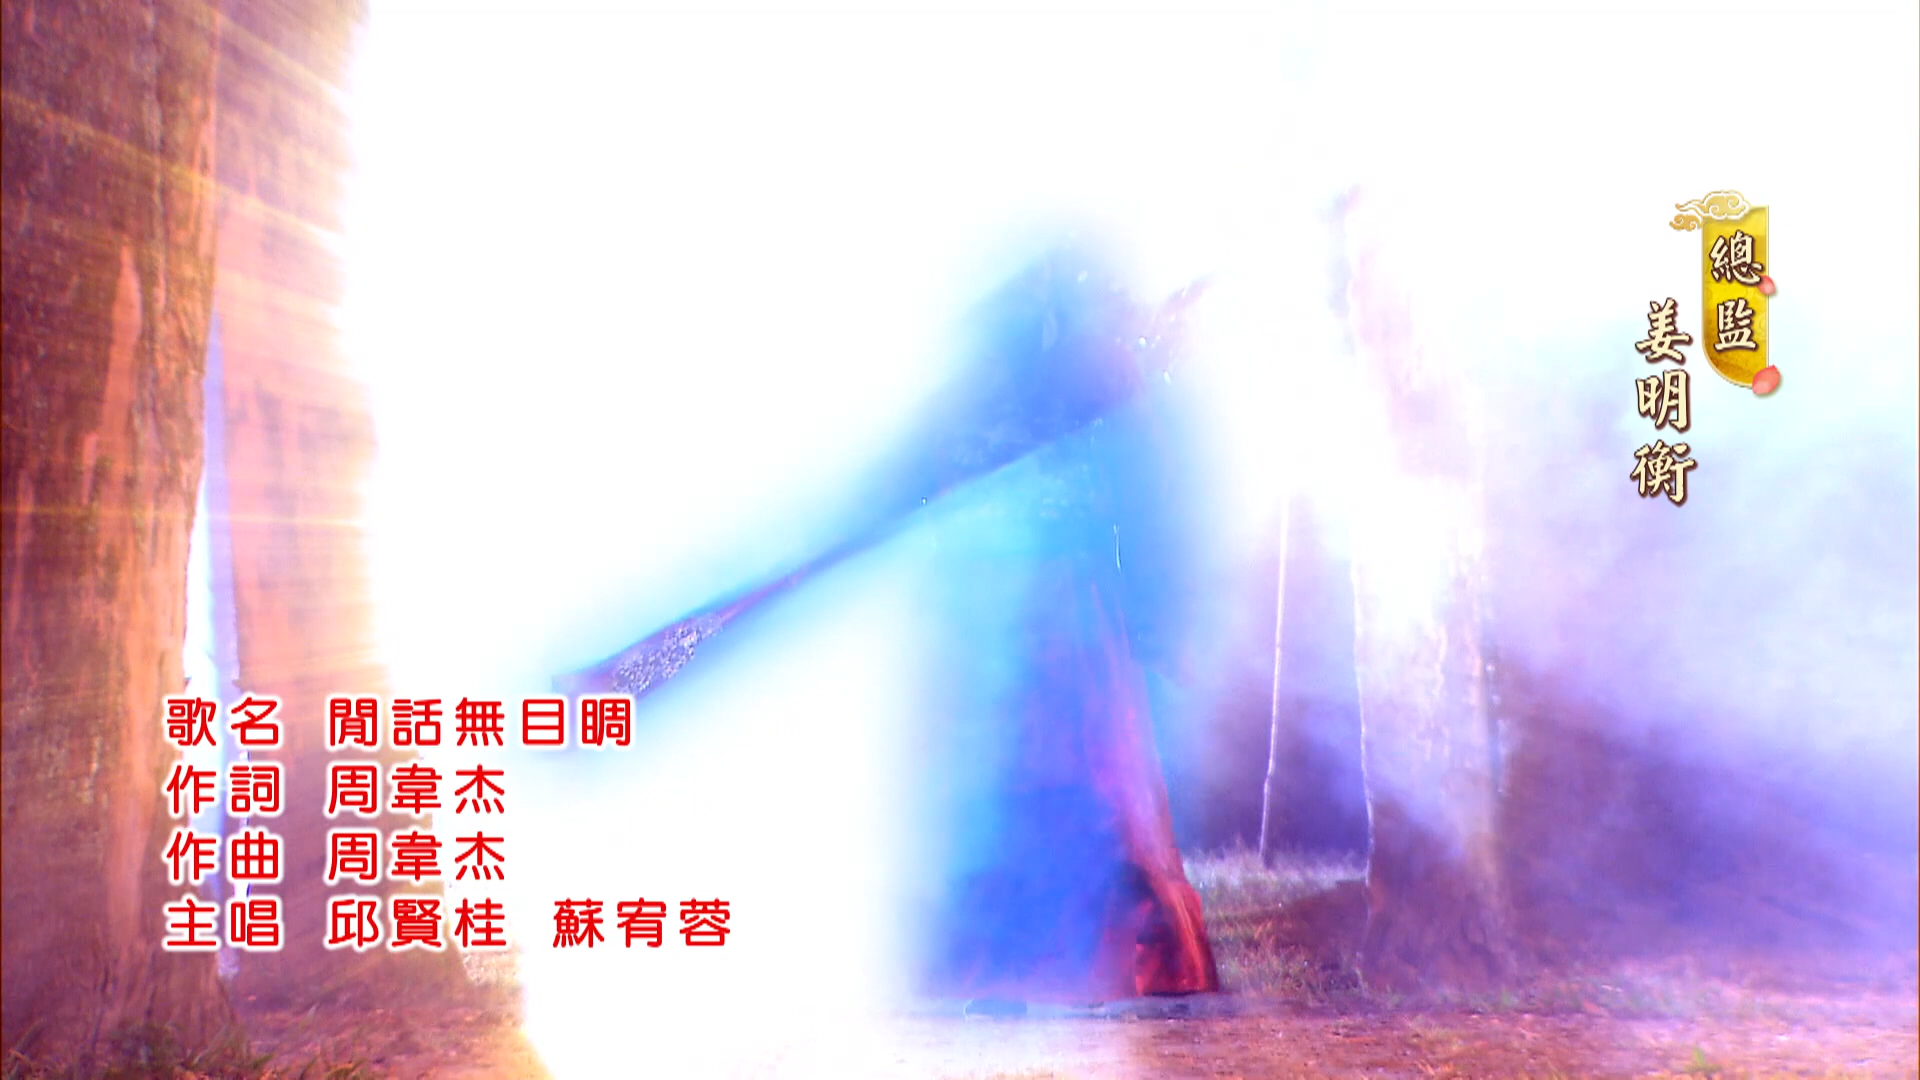 總監
姜明衡
歌名 閒話無目睭
作詞 周韋杰
作曲 周韋杰
主唱 邱賢桂 蘇宥蓉